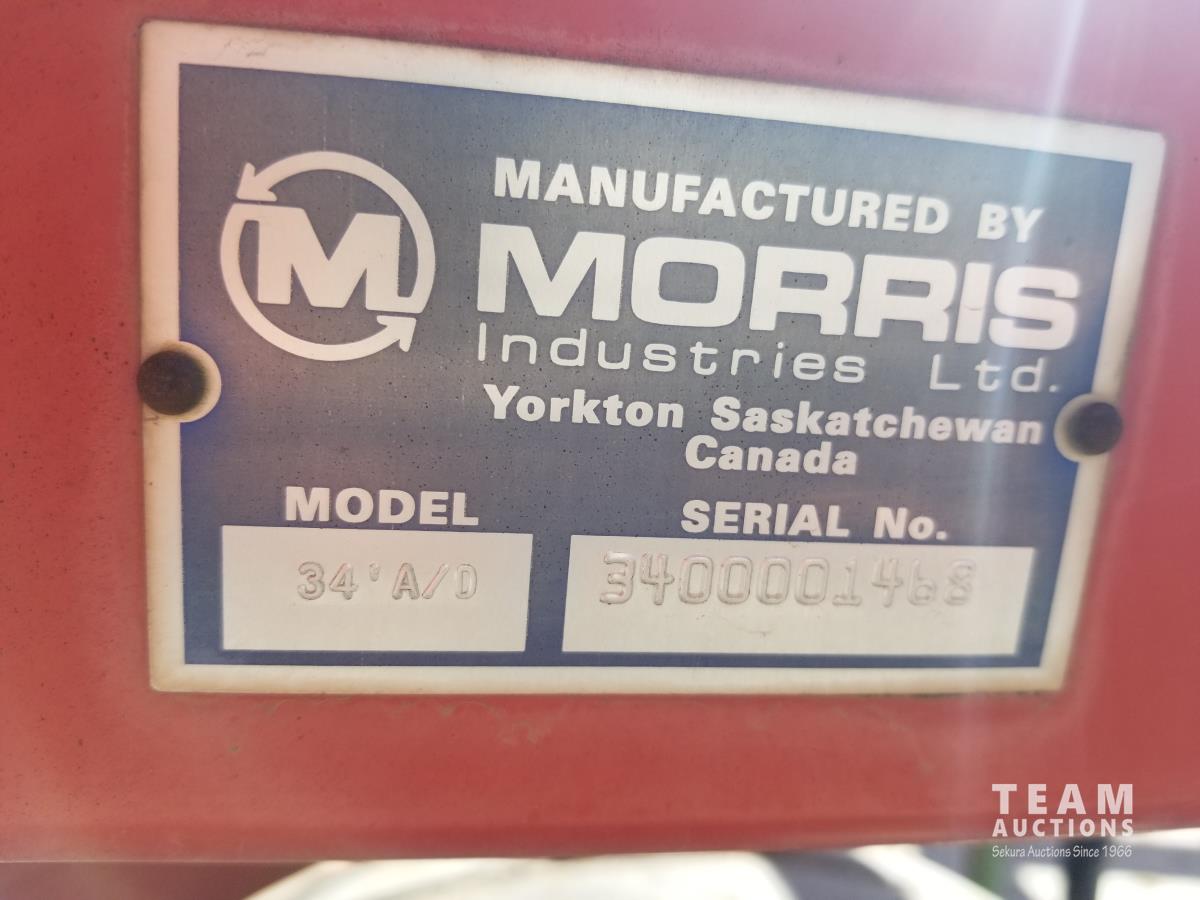 MANUFACTURED BY
M
MORRIS
Industries Ltd.
Yorkton Saskatchewan
Canada
MODEL
SERIAL No.
34'A/D
3400001468
TEAM
AUCTIONS
Sekura Auctions Since 1966